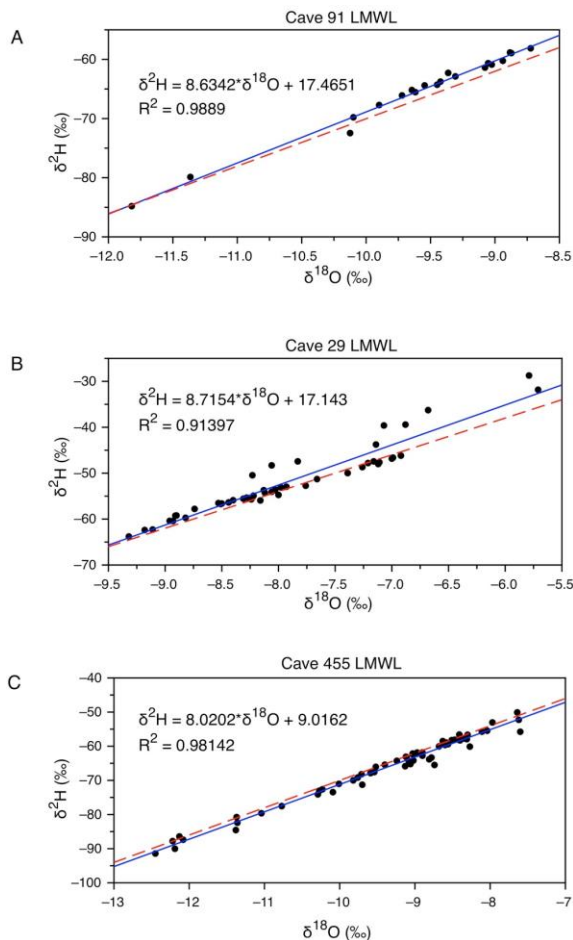 Cave 91 LMWL
A
δ²H = 8.6342*δ¹⁸O + 17.4651
R² = 0.9889
δ²H (‰)
−60
−70
−80
−90
−12.0 −11.5 −11.0 −10.5 −10.0 −9.5 −9.0 −8.5
δ¹⁸O (‰)
Cave 29 LMWL
B
δ²H = 8.7154*δ¹⁸O + 17.143
R² = 0.91397
δ²H (‰)
−30
−40
−50
−60
−70
−9.5 −9.0 −8.5 −8.0 −7.5 −7.0 −6.5 −6.0 −5.5
δ¹⁸O (‰)
Cave 455 LMWL
C
δ²H = 8.0202*δ¹⁸O + 9.0162
R² = 0.98142
δ²H (‰)
−40
−50
−60
−70
−80
−90
−100
−13 −12 −11 −10 −9 −8 −7
δ¹⁸O (‰)